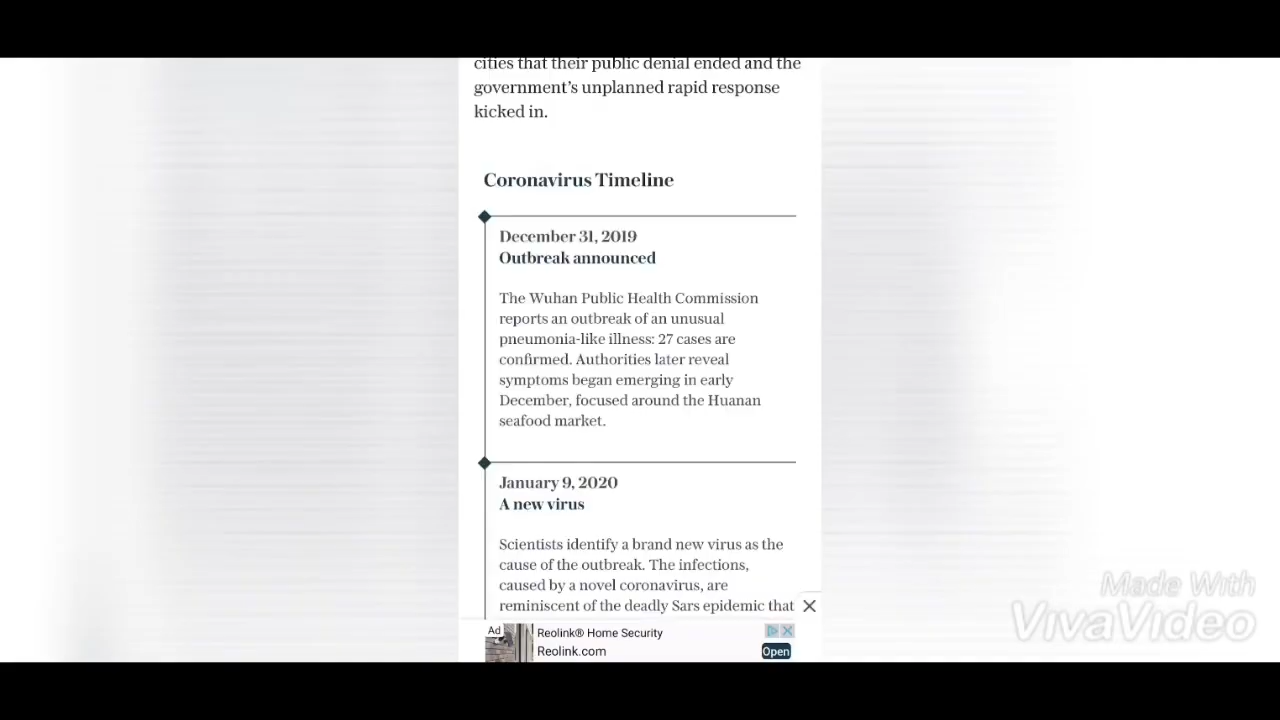 cities that their public denial ended and the
government's unplanned rapid response
kicked in.
Coronavirus Timeline
December 31, 2019
Outbreak announced
The Wuhan Public Health Commission
reports an outbreak of an unusual
pneumonia-like illness: 27 cases are
confirmed. Authorities later reveal
symptoms began emerging in early
December, focused around the Huanan
seafood market.
January 9, 2020
A new virus
Scientists identify a brand new virus as the
cause of the outbreak. The infections,
caused by a novel coronavirus, are
reminiscent of the deadly Sars epidemic that
Ad
Reolink® Home Security
Reolink.com
Open
Made With
VivaVideo